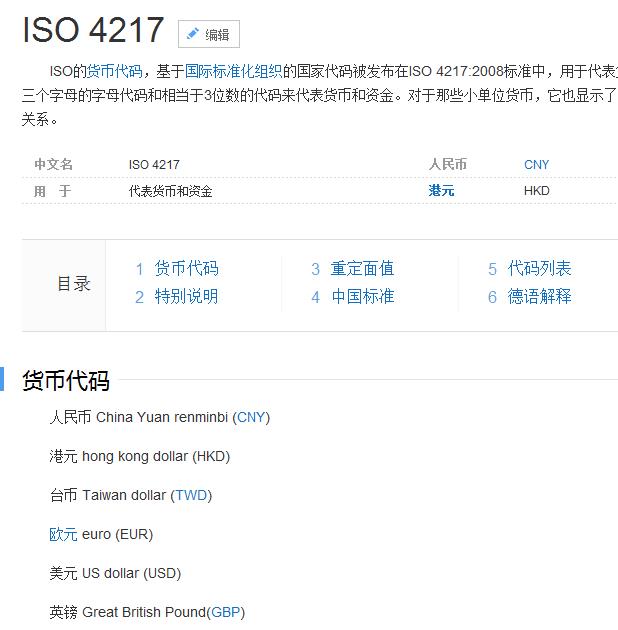 ISO 4217 编辑
ISO的货币代码，基于国际标准化组织的国家代码被发布在ISO 4217:2008标准中，用于代表
三个字母的字母代码和相当于3位数的代码来代表货币和资金。对于那些小单位货币，它也显示了
关系。
中文名 ISO 4217 人民币 CNY
用 于 代表货币和资金 港元 HKD
目录
1 货币代码 3 重定面值 5 代码列表
2 特别说明 4 中国标准 6 德语解释
货币代码
人民币 China Yuan renminbi (CNY)
港元 hong kong dollar (HKD)
台币 Taiwan dollar (TWD)
欧元 euro (EUR)
美元 US dollar (USD)
英镑 Great British Pound(GBP)